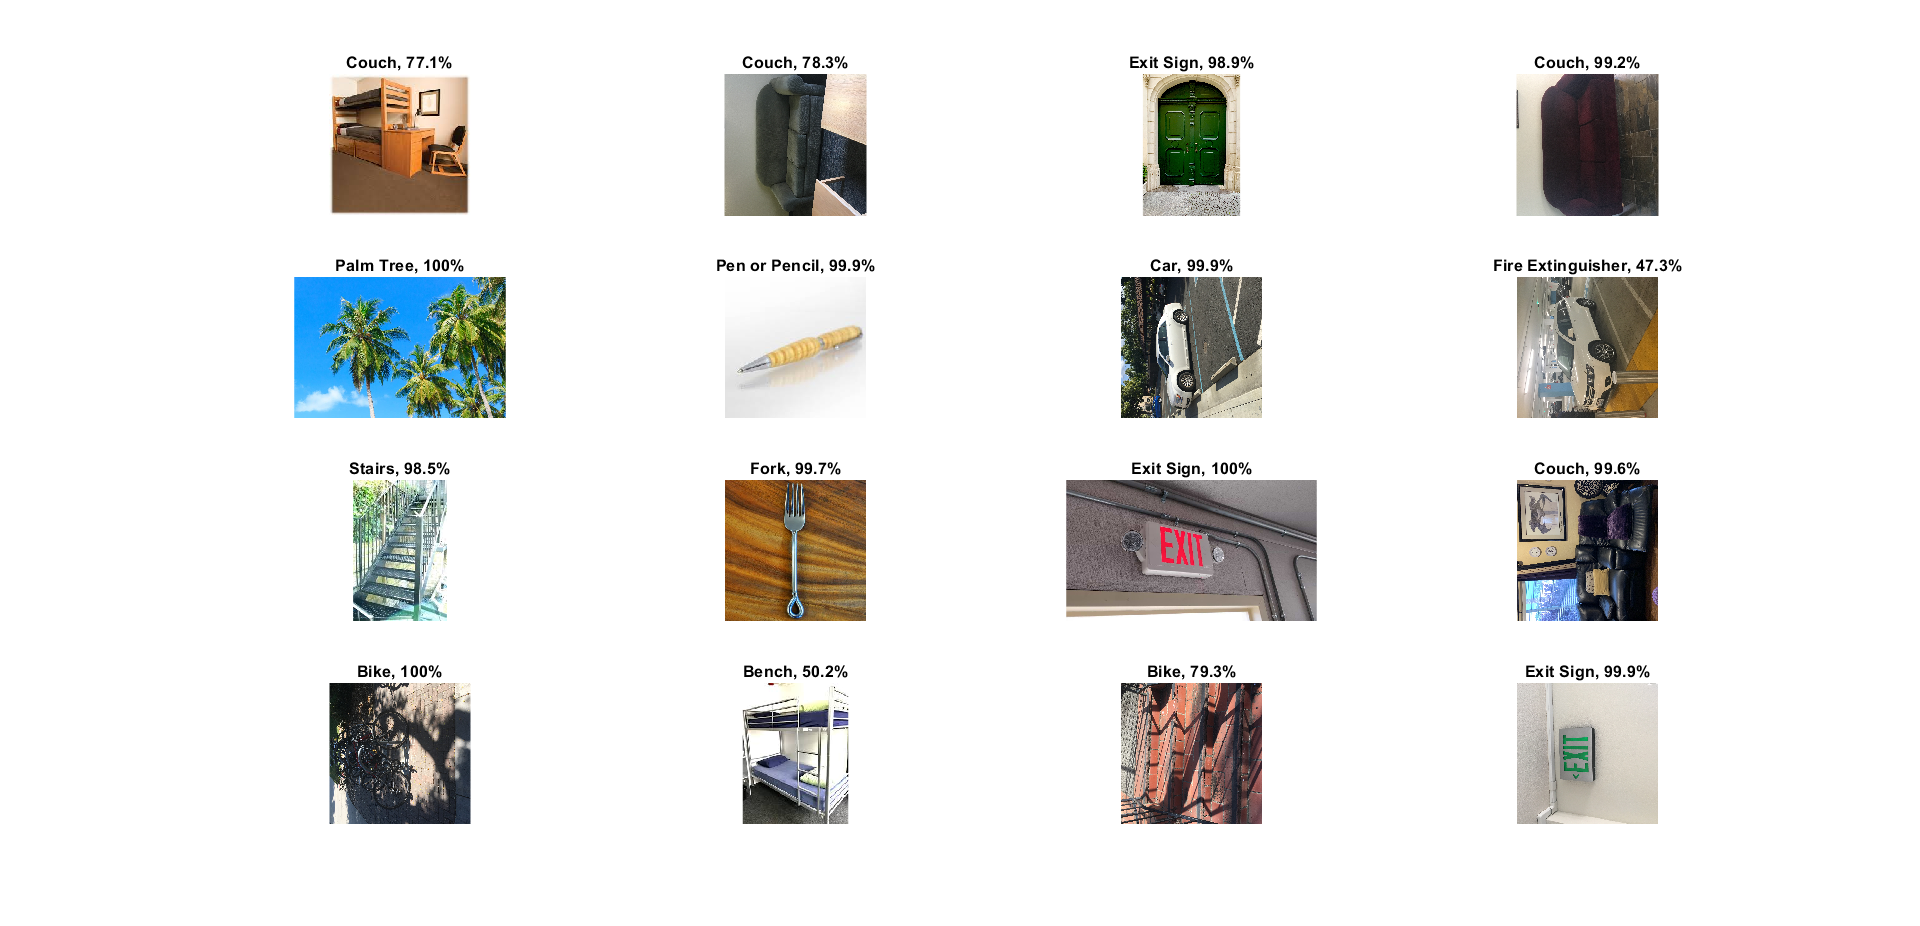 Couch, 77.1%
Couch, 78.3%
Exit Sign, 98.9%
Couch, 99.2%
Palm Tree, 100%
Pen or Pencil, 99.9%
Car, 99.9%
Fire Extinguisher, 47.3%
Stairs, 98.5%
Fork, 99.7%
Exit Sign, 100%
Couch, 99.6%
EXIT
Bike, 100%
Bench, 50.2%
Bike, 79.3%
Exit Sign, 99.9%
EXIT